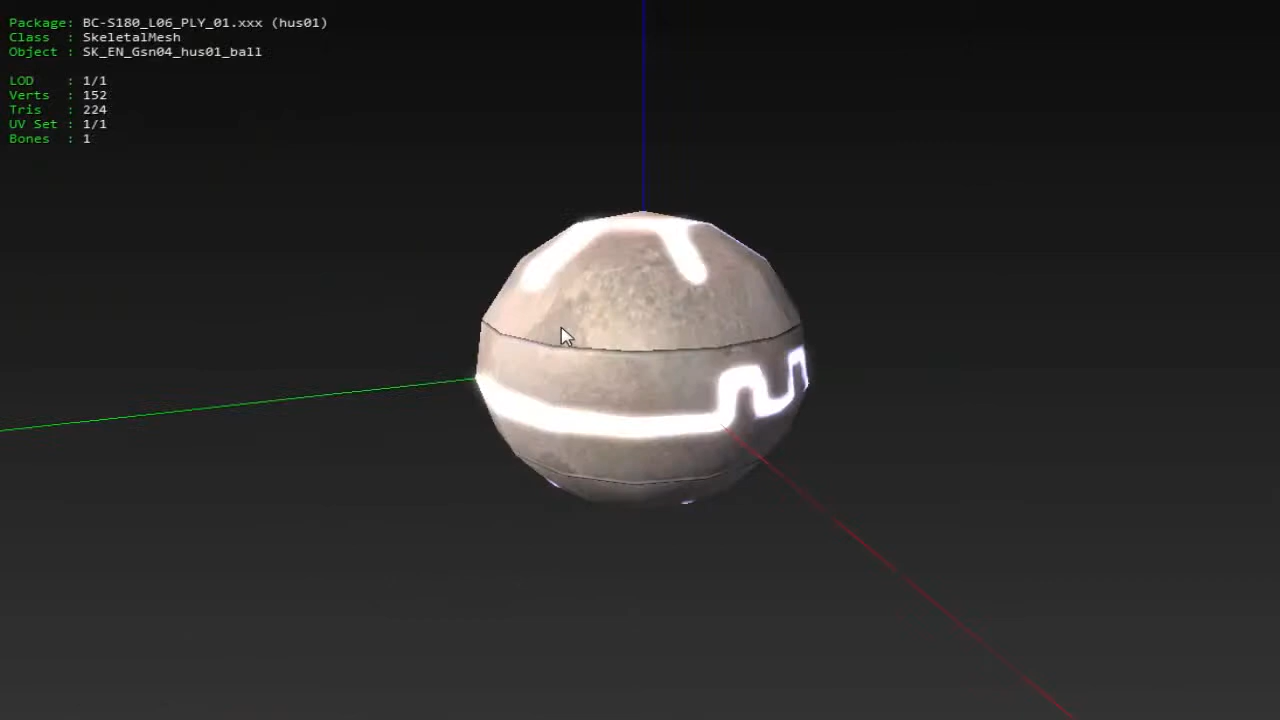 Package: BC-S180_L06_PLY_01.xxx (hus01)
Class : SkeletalMesh
Object : SK_EN_Gsn04_hus01_ball
LOD : 1/1
Verts : 152
Tris : 224
UV Set : 1/1
Bones : 1